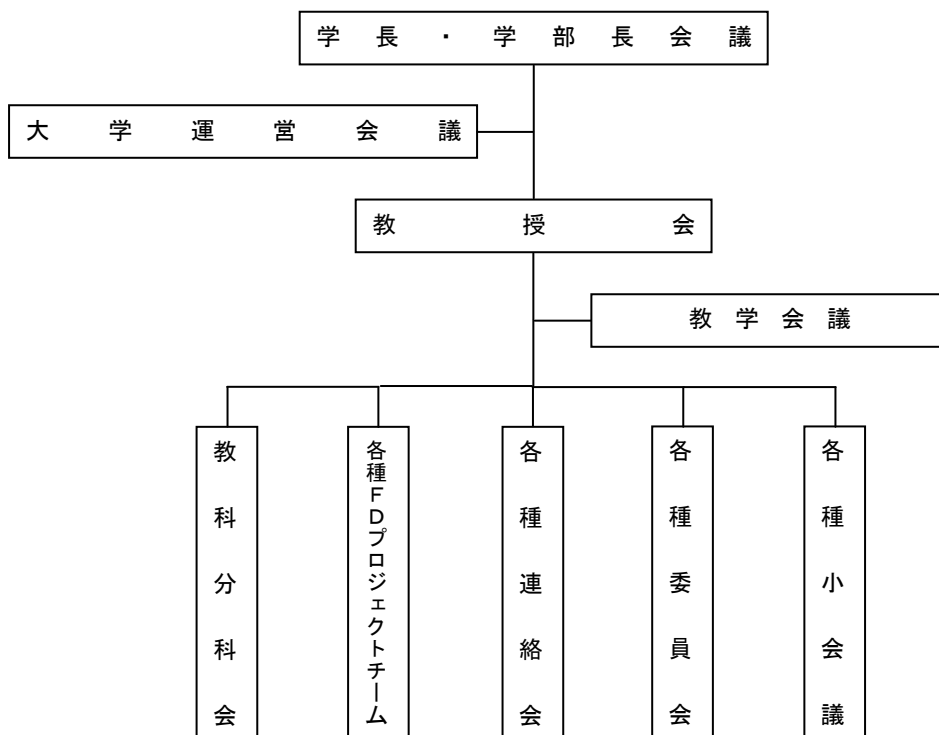 学長・学部長会議
大学運営会議
教授会
教学会議
教科分科会
各種FDプロジェクトチーム
各種連絡会
各種委員会
各種小会議